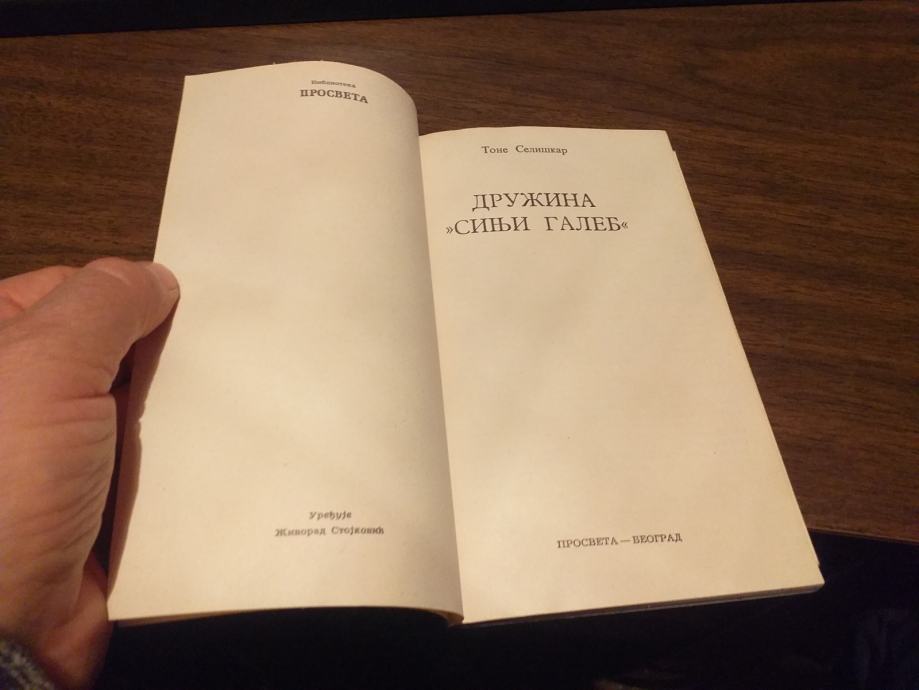 Библиотека
ПРОСВЕТА
Уређује
Живорад Стојковић
Тоне Селишкар
ДРУЖИНА
»СИЊИ ГАЛЕБ«
ПРОСВЕТА — БЕОГРАД